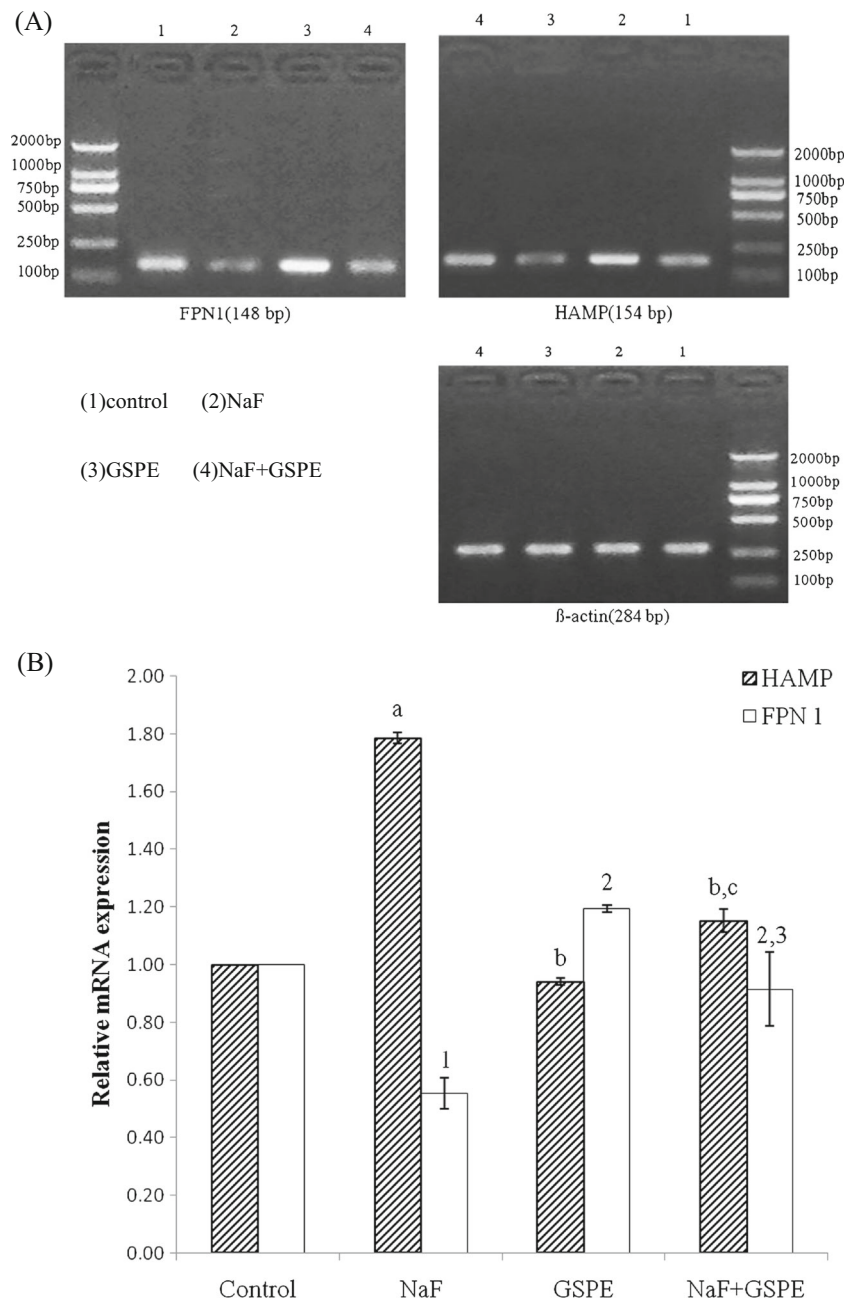 (A)
1 2 3 4
2000bp
1000bp
750bp
500bp
250bp
100bp
FPN1(148 bp)
4 3 2 1
2000bp
1000bp
750bp
500bp
250bp
100bp
HAMP(154 bp)
(1)control (2)NaF
(3)GSPE (4)NaF+GSPE
4 3 2 1
2000bp
1000bp
750bp
500bp
250bp
100bp
ß-actin(284 bp)
(B)
Relative mRNA expression
2.00
1.80
1.60
1.40
1.20
1.00
0.80
0.60
0.40
0.20
0.00
HAMP
FPN 1
a
1
b
2
b,c
2,3
Control NaF GSPE NaF+GSPE